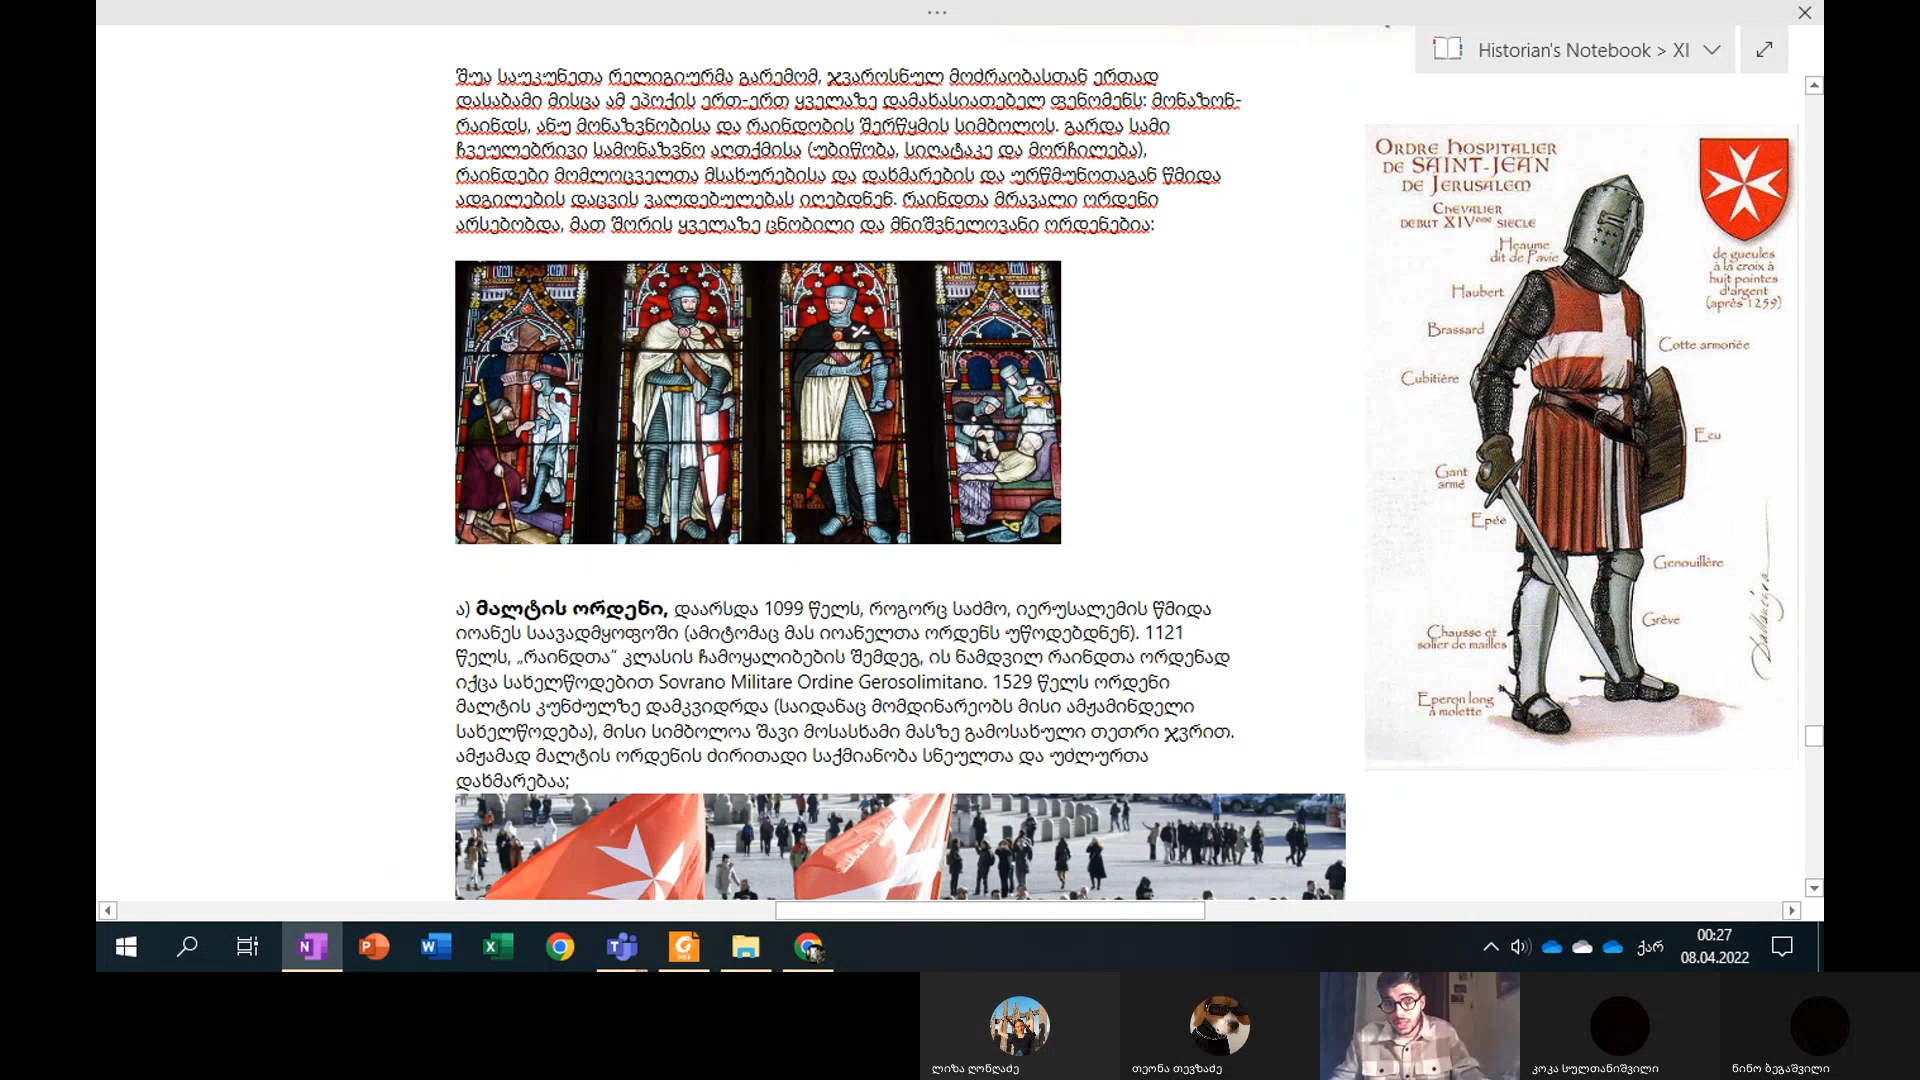 Historian's Notebook > XI
შუა საუკუნეთა რელიგიურმა გარემომ, ჯვაროსნულ მოძრაობასთან ერთად
დასაბამი მისცა ამ ეპოქის ერთ-ერთ ყველაზე დამახასიათებელ ფენომენს: მონაზონ-
რაინდს, ანუ მონაზვნობისა და რაინდობის შერწყმის სიმბოლოს. გარდა სამი
ჩვეულებრივი სამონაზვნო აღთქმისა (უბიწობა, სიღატაკე და მორჩილება),
რაინდები მომლოცველთა მსახურებისა და დახმარების და ურწმუნოთაგან წმიდა
ადგილების დაცვის ვალდებულებას იღებდნენ. რაინდთა მრავალი ორდენი
არსებობდა, მათ შორის ყველაზე ცნობილი და მნიშვნელოვანი ორდენებია:
ORDRE HOSPITALIER
DE SAINT-JEAN
DE JERUSALEM
CHEVALIER
DEBUT XIVème SIECLE
Heaume
dit de Pavie
de gueules
à la croix à
huit pointes
d'argent
(après 1259)
Haubert
Brassard
Cotte armoriée
Cubitière
Ecu
Gant
armé
Epée
Genouillère
Grève
Chausse et
solier de mailles
Eperon long
à molette
ა) მალტის ორდენი, დაარსდა 1099 წელს, როგორც საძმო, იერუსალემის წმიდა
იოანეს საავადმყოფოში (ამიტომაც მას იოანელთა ორდენს უწოდებდნენ). 1121
წელს, „რაინდთა“ კლასის ჩამოყალიბების შემდეგ, ის ნამდვილ რაინდთა ორდენად
იქცა სახელწოდებით Sovrano Militare Ordine Gerosolimitano. 1529 წელს ორდენი
მალტის კუნძულზე დამკვიდრდა (საიდანაც მომდინარეობს მისი ამჟამინდელი
სახელწოდება), მისი სიმბოლოა შავი მოსასხამი მასზე გამოსახული თეთრი ჯვრით.
ამჟამად მალტის ორდენის ძირითადი საქმიანობა სნეულთა და უძლურთა
დახმარებაა;
ქარ
00:27
08.04.2022
ლიზა ღონღაძე
თეონა თევზაძე
კოკა სულთანიშვილი
ნინო ბეგაშვილი